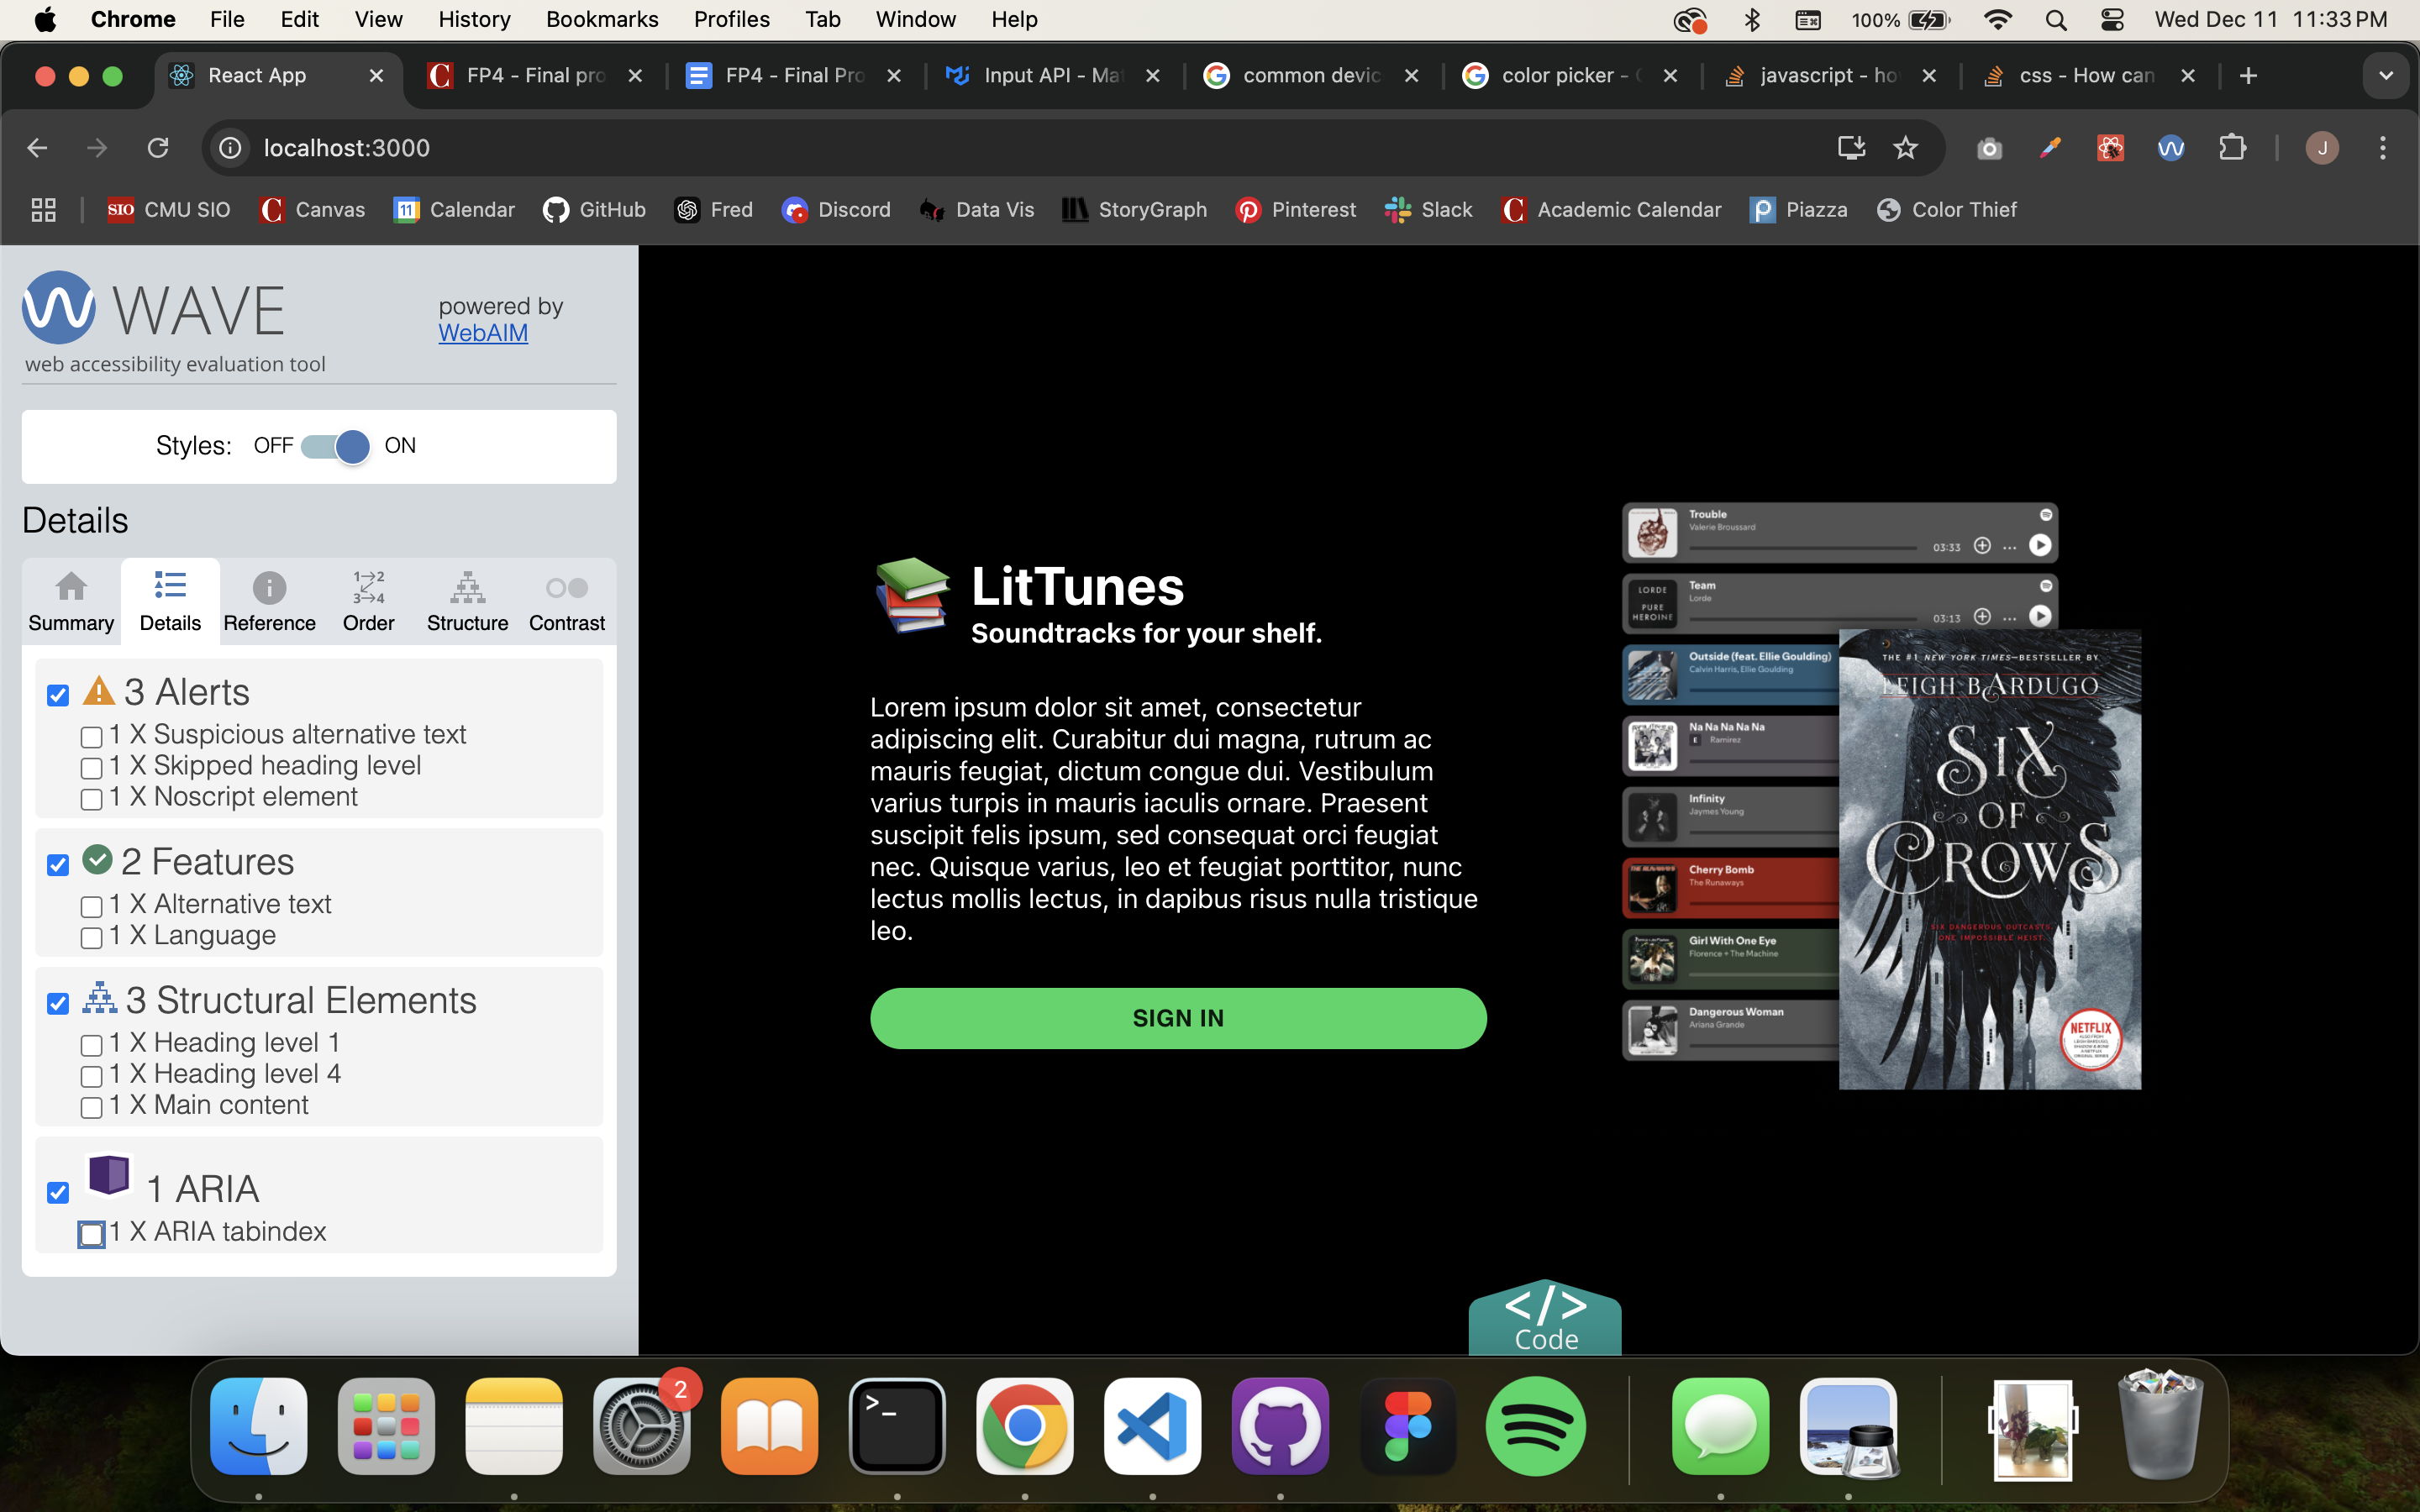 Chrome File Edit View History Bookmarks Profiles Tab Window Help 100% Wed Dec 11 11:33 PM
React App FP4 - Final pro FP4 - Final Pro Input API - Ma common devic color picker - javascript - ho css - How can
localhost:3000 J
SIO CMU SIO Canvas 11 Calendar GitHub Fred Discord Data Vis StoryGraph Pinterest Slack Academic Calendar Piazza Color Thief
WAVE
powered by
WebAIM
web accessibility evaluation tool
Styles: OFF ON
Details
1→2
3→4
Summary Details Reference Order Structure Contrast
3 Alerts
1 X Suspicious alternative text
1 X Skipped heading level
1 X Noscript element
2 Features
1 X Alternative text
1 X Language
3 Structural Elements
1 X Heading level 1
1 X Heading level 4
1 X Main content
1 ARIA
1 X ARIA tabindex
LitTunes
Soundtracks for your shelf.
Lorem ipsum dolor sit amet, consectetur
adipiscing elit. Curabitur dui magna, rutrum ac
mauris feugiat, dictum congue dui. Vestibulum
varius turpis in mauris iaculis ornare. Praesent
suscipit felis ipsum, sed consequat orci feugiat
nec. Quisque varius, leo et feugiat porttitor, nunc
lectus mollis lectus, in dapibus risus nulla tristique
leo.
SIGN IN
Trouble
Valerie Broussard
03:33
LORDE
PURE
HEROINE
Team
Lorde
03:13
Outside (feat. Ellie Goulding)
Calvin Harris, Ellie Goulding
Na Na Na Na Na
E Ramirez
Infinity
Jaymes Young
Cherry Bomb
The Runaways
Girl With One Eye
Florence + The Machine
Dangerous Woman
Ariana Grande
THE #1 NEW YORK TIMES–BESTSELLER BY
LEIGH BARDUGO
SIX
OF
CROWS
SIX DANGEROUS OUTCASTS.
ONE IMPOSSIBLE HEIST.
NETFLIX
</> 
Code
2